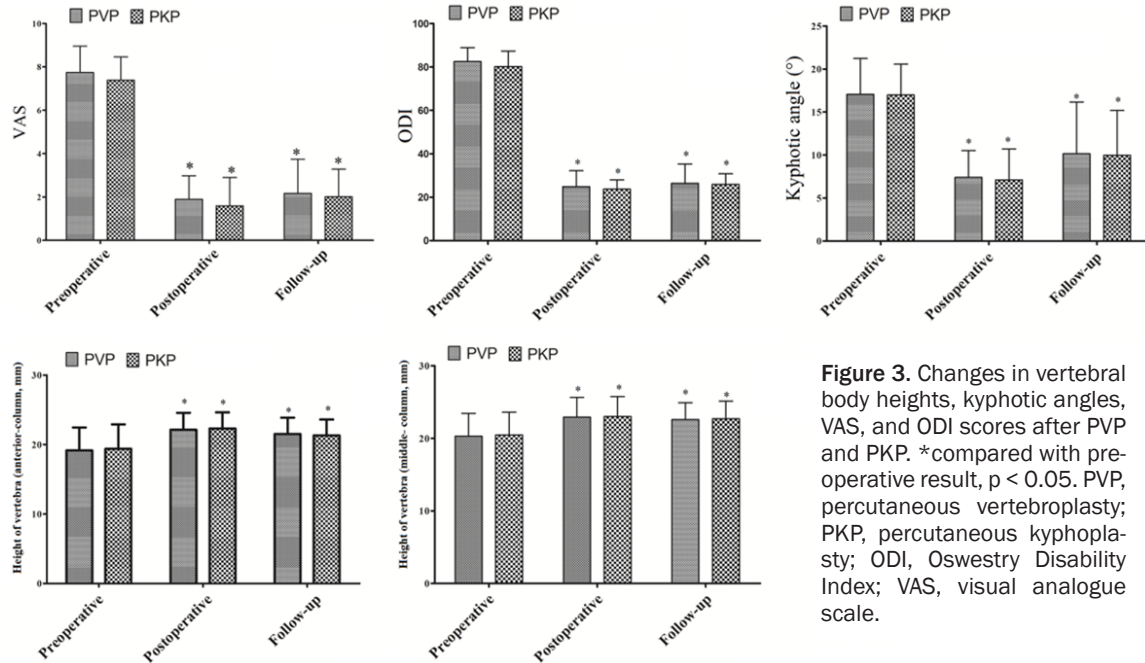 PVP PKP
VAS
10
8
6
4
2
0
Preoperative
Postoperative
Follow-up
* * * *
PVP PKP
ODI
100
80
60
40
20
0
Preoperative
Postoperative
Follow-up
* * * *
PVP PKP
Kyphotic angle (°)
25
20
15
10
5
0
Preoperative
Postoperative
Follow-up
* * * *
PVP PKP
Height of vertebra (anterior-column, mm)
30
20
10
0
Preoperative
Postoperative
Follow-up
* * * *
PVP PKP
Height of vertebra (middle- column, mm)
30
20
10
0
Preoperative
Postoperative
Follow-up
* * * *
Figure 3. Changes in vertebral
body heights, kyphotic angles,
VAS, and ODI scores after PVP
and PKP. *compared with pre-
operative result, p < 0.05. PVP,
percutaneous vertebroplasty;
PKP, percutaneous kyphopla-
sty; ODI, Oswestry Disability
Index; VAS, visual analogue
scale.